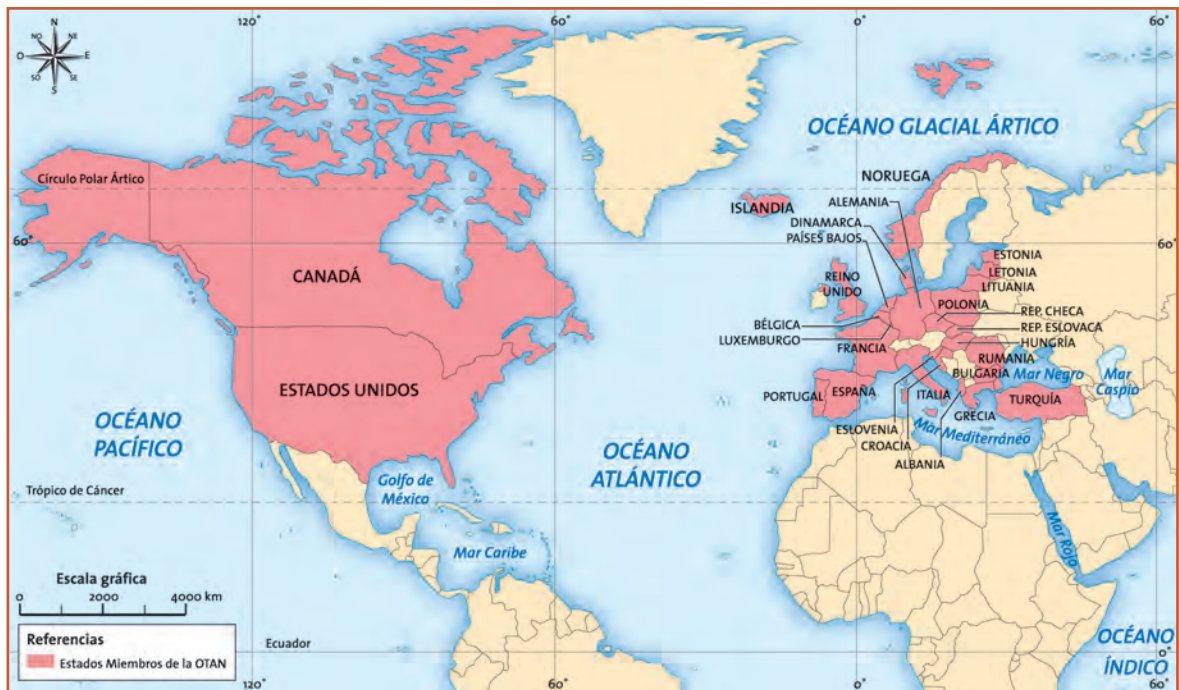 120°
60°
0°
60°
N
NO
NE
O
E
SO
SE
S
OCÉANO GLACIAL ÁRTICO
Círculo Polar Ártico
NORUEGA
ALEMANIA
ISLANDIA
DINAMARCA
PAÍSES BAJOS
60°
60°
ESTONIA
LETONIA
LITUANIA
REINO
UNIDO
CANADÁ
POLONIA
REP. CHECA
BÉLGICA
REP. ESLOVACA
LUXEMBURGO
HUNGRÍA
FRANCIA
RUMANIA
BULGARIA
Mar Negro
Mar
Caspio
ESTADOS UNIDOS
PORTUGAL
ESPAÑA
ITALIA
TURQUÍA
GRECIA
OCÉANO
PACÍFICO
ESLOVENIA
Mar Mediterráneo
CROACIA
ALBANIA
OCÉANO
ATLÁNTICO
Golfo de
México
Trópico de Cáncer
Mar Rojo
Mar Caribe
Escala gráfica
0 2000 4000 km
Referencias
Estados Miembros de la OTAN
Ecuador
OCÉANO
ÍNDICO
0°
120°
60°
0°
60°